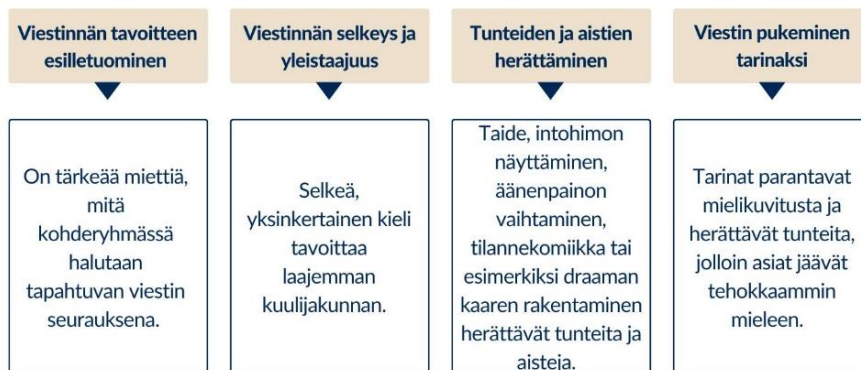 Viestinnän tavoitteen
esilletuominen
On tärkeää miettiä,
mitä
kohderyhmässä
halutaan
tapahtuvan viestin
seurauksena.
Viestinnän selkeys ja
yleistaajuus
Selkeä,
yksinkertainen kieli
tavoittaa
laajemman
kuulijakunnan.
Tunteiden ja aistien
herättäminen
Taide, intohimon
näyttäminen,
äänenpainon
vaihtaminen,
tilannekomiikka tai
esimerkiksi draaman
kaaren rakentaminen
herättävät tunteita ja
aisteja.
Viestin pukeminen
tarinaksi
Tarinat parantavat
mielikuvitusta ja
herättävät tunteita,
jolloin asiat jäävät
tehokkaammin
mieleen.